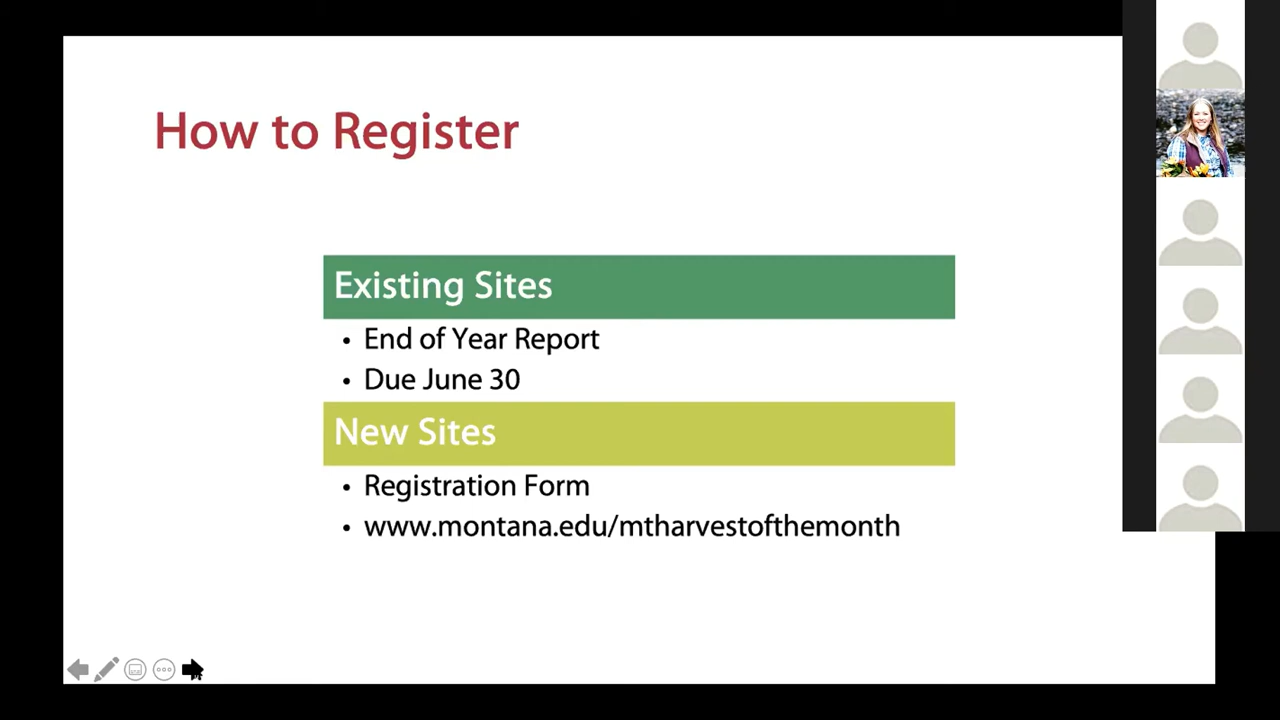 How to Register
Existing Sites
• End of Year Report
• Due June 30
New Sites
• Registration Form
• www.montana.edu/mtharvestofthemonth